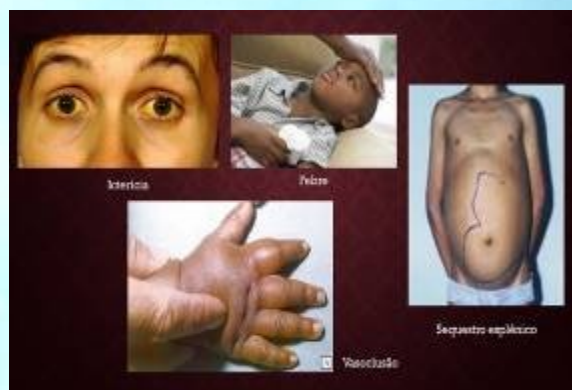 Icterícia
Febre
Vasoclusão
Sequestro esplênico